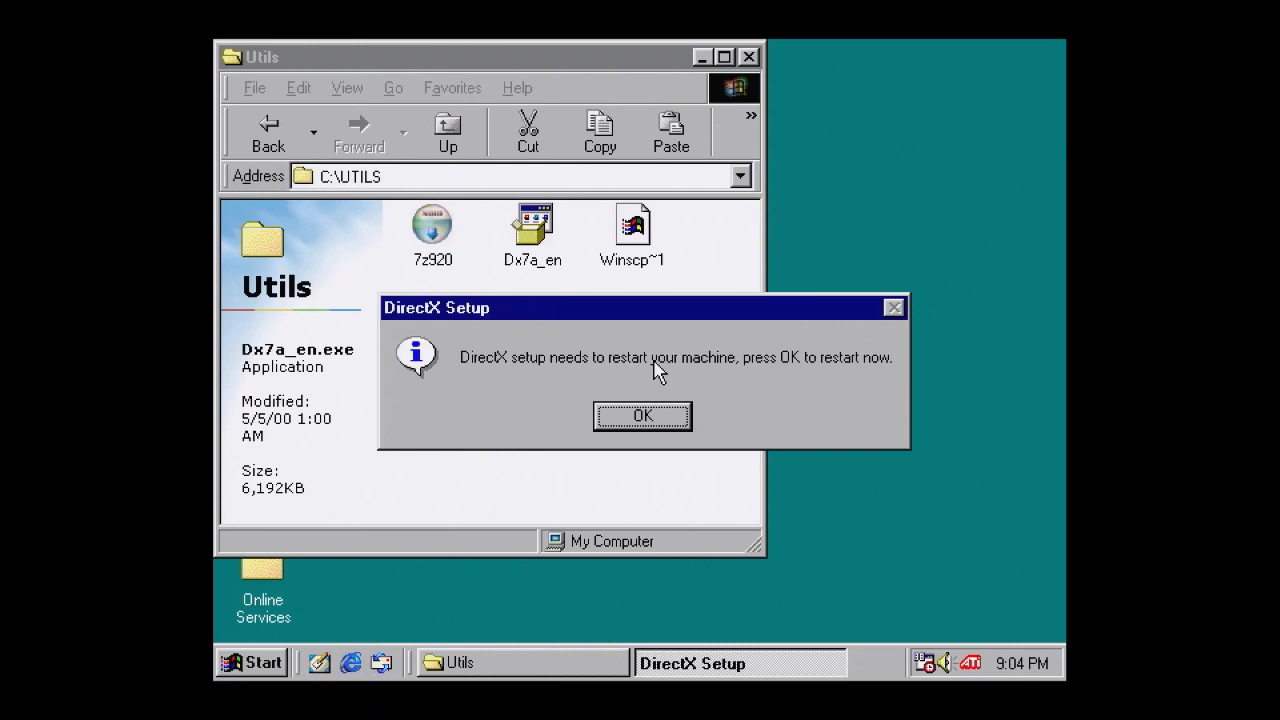 Utils
File Edit View Go Favorites Help
Back Forward Up Cut Copy Paste »
Address C:\UTILS
7z920 Dx7a_en Winscp~1
Utils
Dx7a_en.exe
Application
Modified:
5/5/00 1:00
AM
Size:
6,192KB
DirectX Setup
DirectX setup needs to restart your machine, press OK to restart now.
OK
My Computer
Online
Services
Start Utils DirectX Setup ATI 9:04 PM